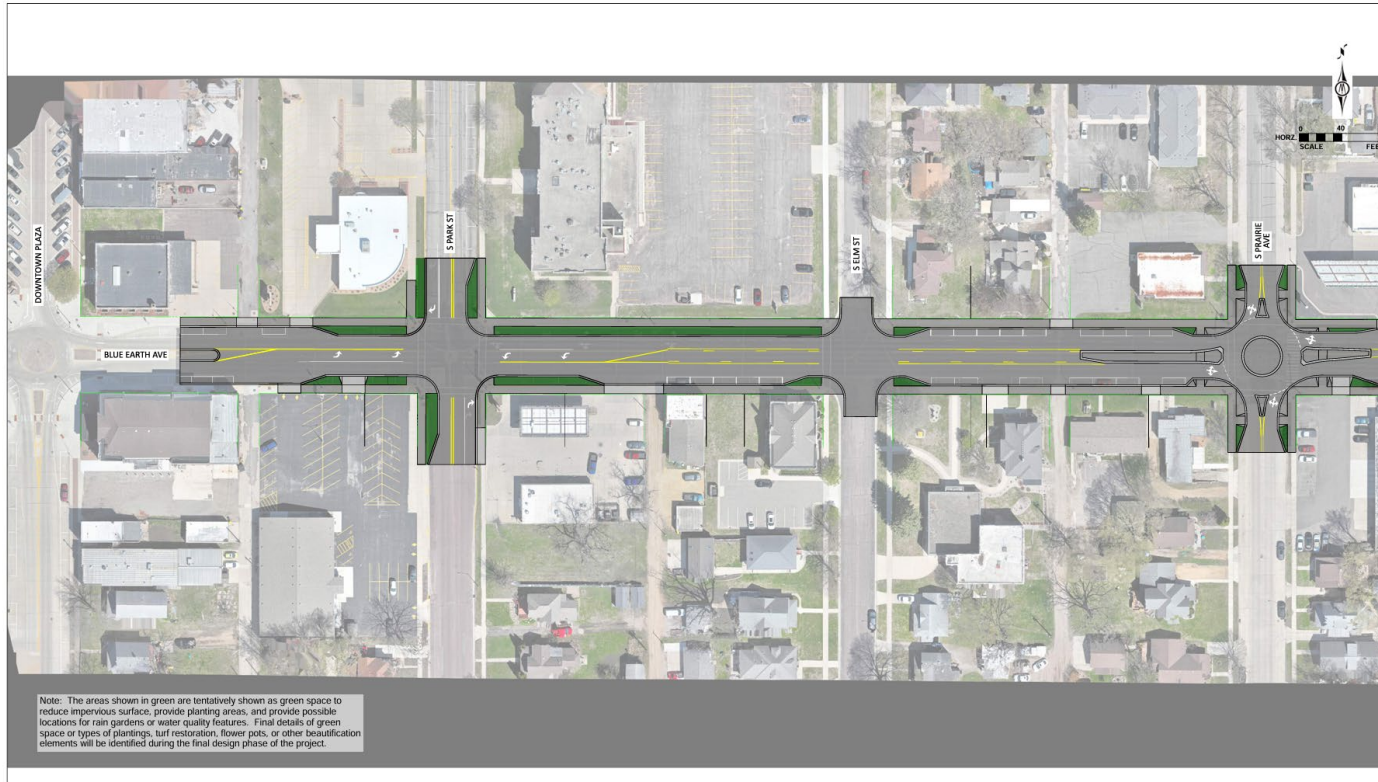 HORZ.
0
40
SCALE
FEE
DOWNTOWN PLAZA
S PARK ST
S ELM ST
S PRAIRIE
AVE
BLUE EARTH AVE
Note: The areas shown in green are tentatively shown as green space to
reduce impervious surface, provide planting areas, and provide possible
locations for rain gardens or water quality features. Final details of green
space or types of plantings, turf restoration, flower pots, or other beautification
elements will be identified during the final design phase of the project.